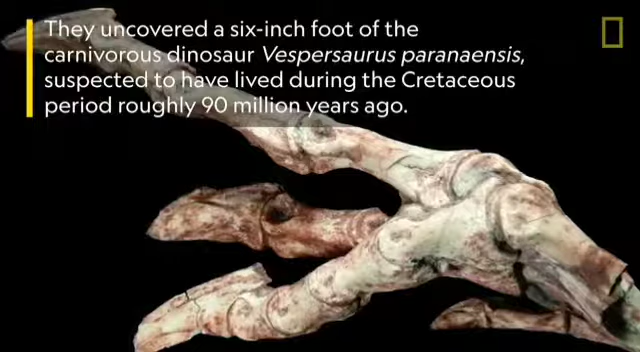 They uncovered a six-inch foot of the
carnivorous dinosaur Vespersaurus paranaensis,
suspected to have lived during the Cretaceous
period roughly 90 million years ago.